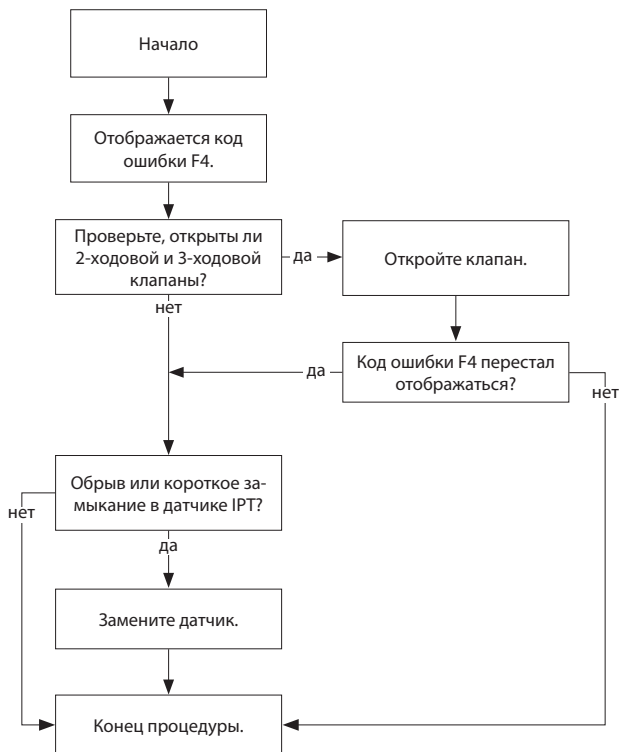 Начало
Отображается код
ошибки F4.
Проверьте, открыты ли
2-ходовой и 3-ходовой
клапаны?
да
Откройте клапан.
нет
Код ошибки F4 перестал
отображаться?
да
нет
Обрыв или короткое за-
мыкание в датчике IPT?
нет
да
Замените датчик.
Конец процедуры.